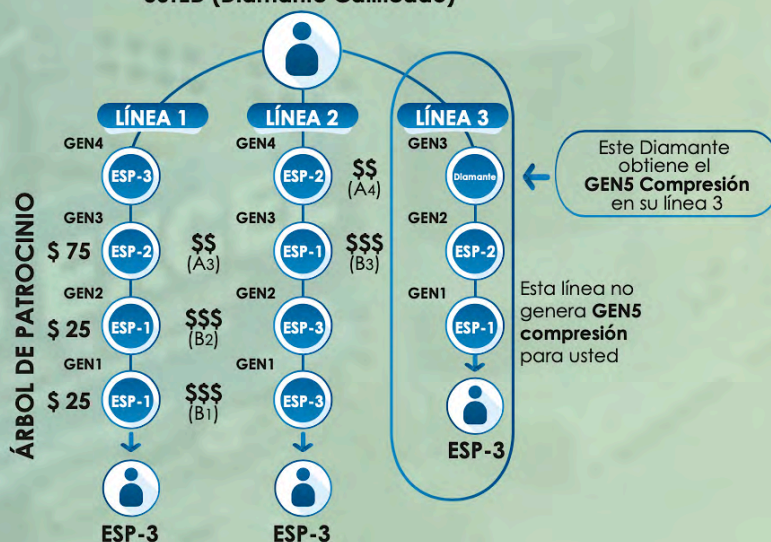 USTED (Diamante Calificado)
LÍNEA 1
LÍNEA 2
LÍNEA 3
GEN4
ESP-3
GEN4
ESP-2
$$
(A4)
GEN3
Diamante
Este Diamante
obtiene el
GEN5 Compresión
en su línea 3
ÁRBOL DE PATROCINIO
GEN3
$ 75
ESP-2
$$
(A3)
GEN3
ESP-1
$$$
(B3)
GEN2
ESP-2
GEN2
$ 25
ESP-1
$$$
(B2)
GEN2
ESP-3
GEN1
ESP-1
Esta línea no
genera GEN5
compresión
para usted
GEN1
$ 25
ESP-1
$$$
(B1)
GEN1
ESP-3
ESP-3
ESP-3
ESP-3